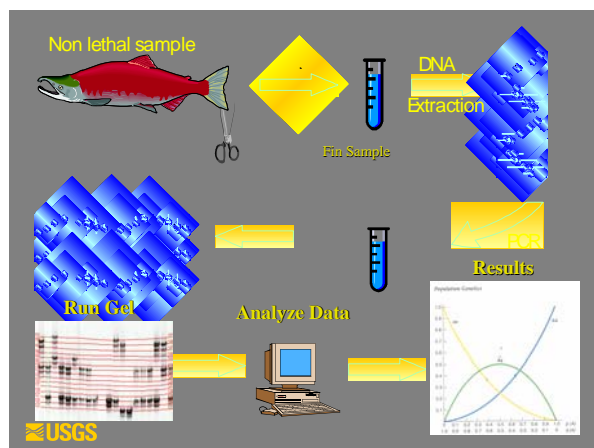 Non lethal sample
DNA
Extraction
Fin Sample
PCR
Results
Run Gel
Analyze Data
Population Genetics
USGS